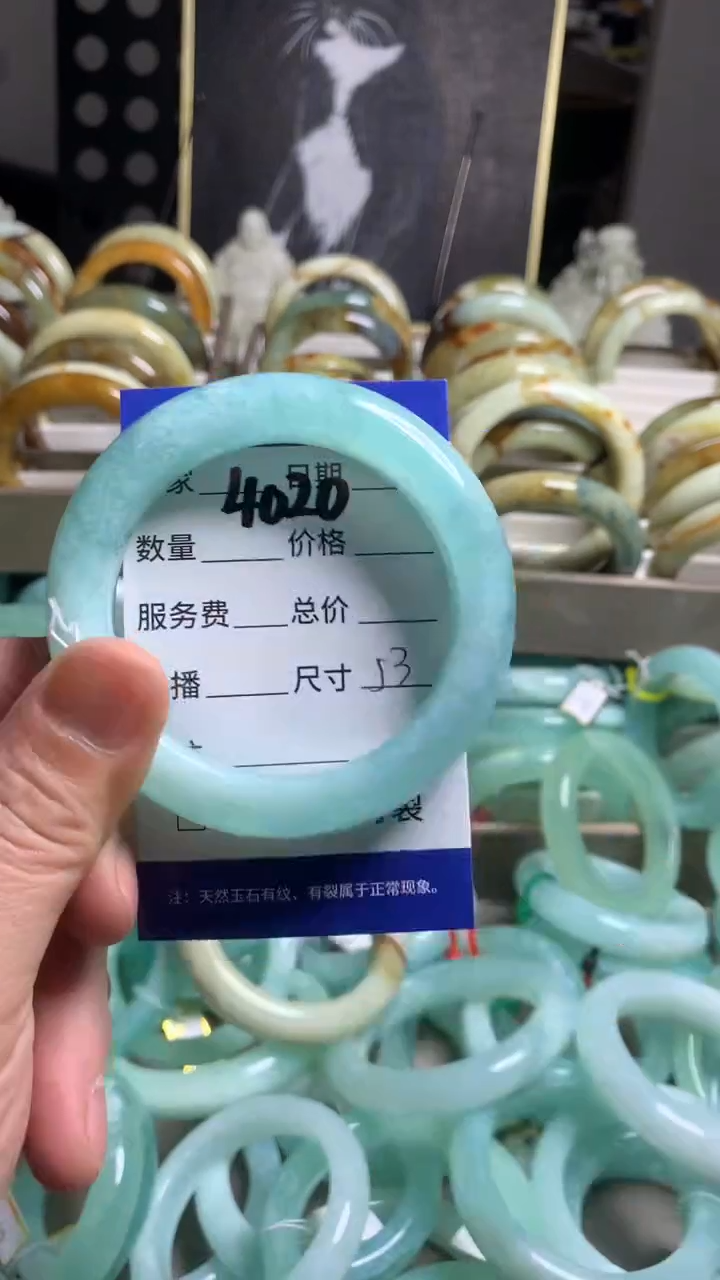 家 日期
4020
数量 价格
服务费 总价
播 尺寸 53
裂
注：天然玉石有纹、有裂属于正常现象。